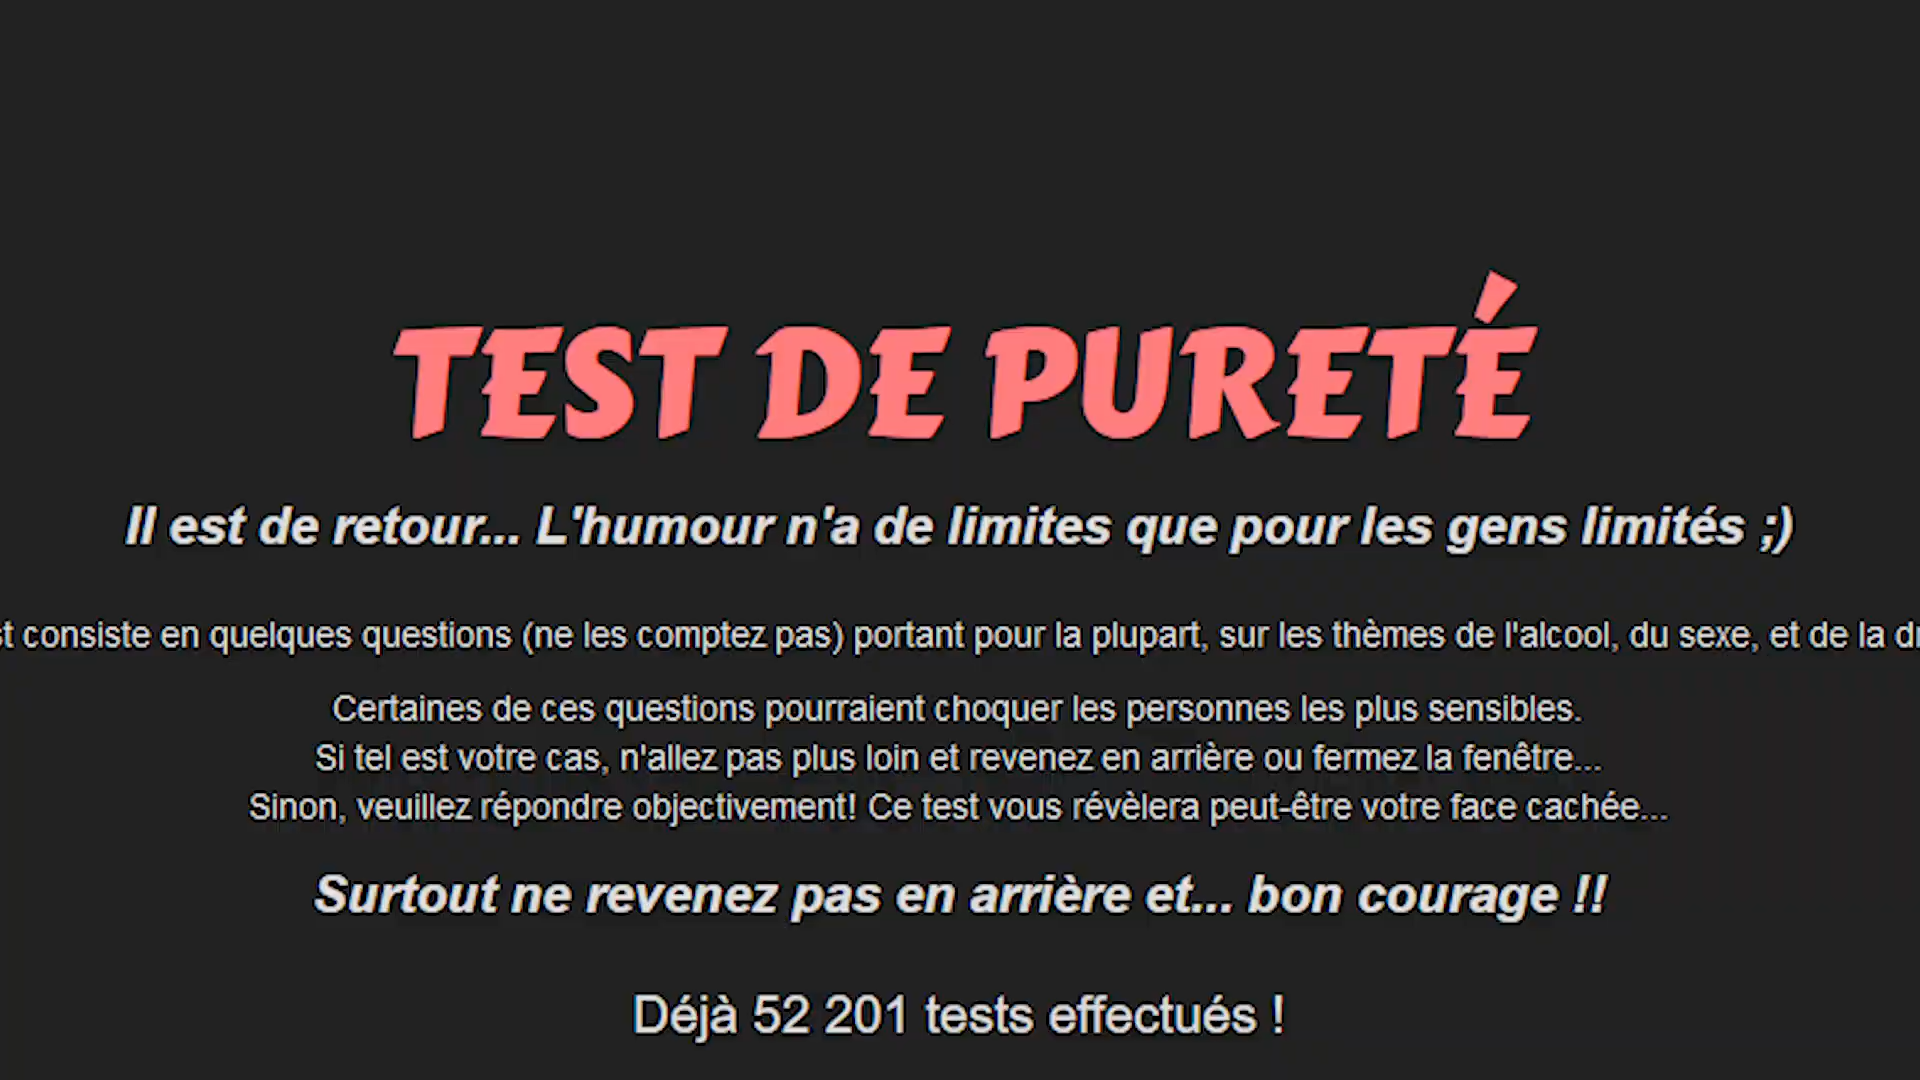 TEST DE PURETÉ
Il est de retour... L'humour n'a de limites que pour les gens limités ;)
consiste en quelques questions (ne les comptez pas) portant pour la plupart, sur les thèmes de l'alcool, du sexe, et de la
Certaines de ces questions pourraient choquer les personnes les plus sensibles.
Si tel est votre cas, n'allez pas plus loin et revenez en arrière ou fermez la fenêtre...
Sinon, veuillez répondre objectivement! Ce test vous révèlera peut-être votre face cachée...
Surtout ne revenez pas en arrière et... bon courage !!
Déjà 52 201 tests effectués !